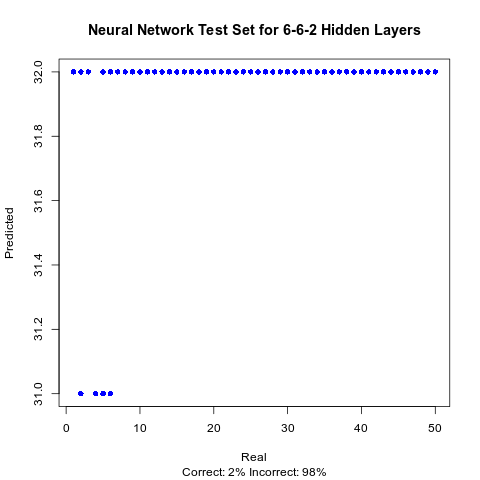 Neural Network Test Set for 6-6-2 Hidden Layers
Predicted
32.0
31.8
31.6
31.4
31.2
31.0
0 10 20 30 40 50
Real
Correct: 2% Incorrect: 98%